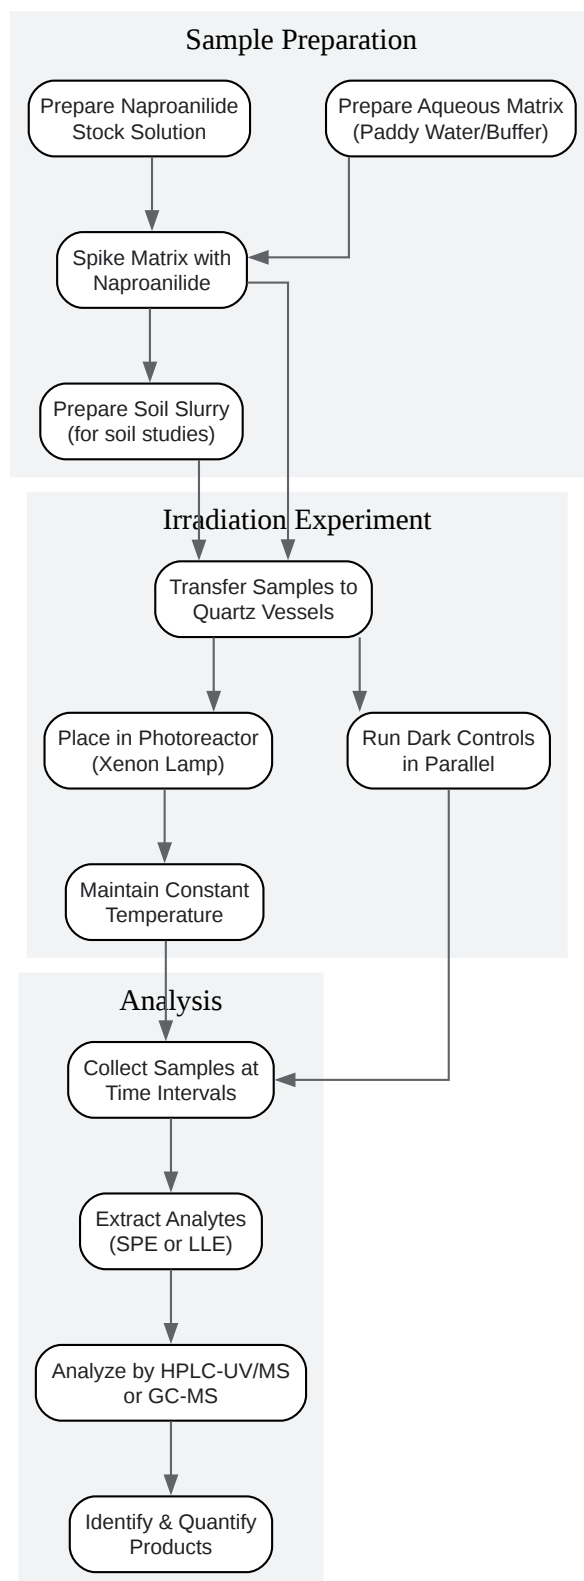 Sample Preparation
Prepare Naproanilide
Stock Solution
Prepare Aqueous Matrix
(Paddy Water/Buffer)
Spike Matrix with
Naproanilide
Prepare Soil Slurry
(for soil studies)
Irradiation Experiment
Transfer Samples to
Quartz Vessels
Place in Photoreactor
(Xenon Lamp)
Run Dark Controls
in Parallel
Maintain Constant
Temperature
Analysis
Collect Samples at
Time Intervals
Extract Analytes
(SPE or LLE)
Analyze by HPLC-UV/MS
or GC-MS
Identify & Quantify
Products